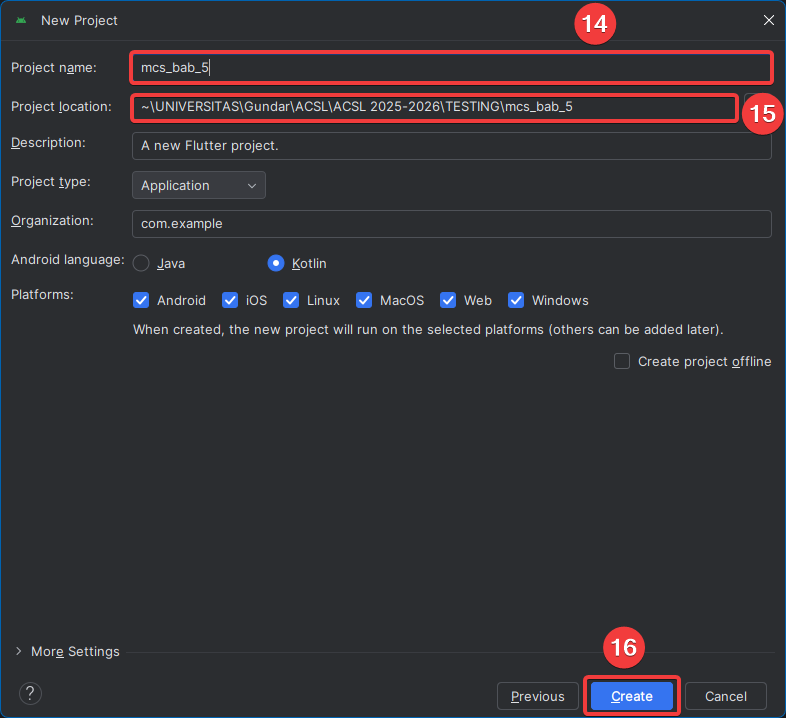 New Project
14
Project name: mcs_bab_5
Project location: ~\UNIVERSITAS\Gundar\ACSL\ACSL 2025-2026\TESTING\mcs_bab_5
15
Description: A new Flutter project.
Project type: Application
Organization: com.example
Android language: Java Kotlin
Platforms: Android iOS Linux MacOS Web Windows
When created, the new project will run on the selected platforms (others can be added later).
Create project offline
More Settings
16
? Previous Create Cancel